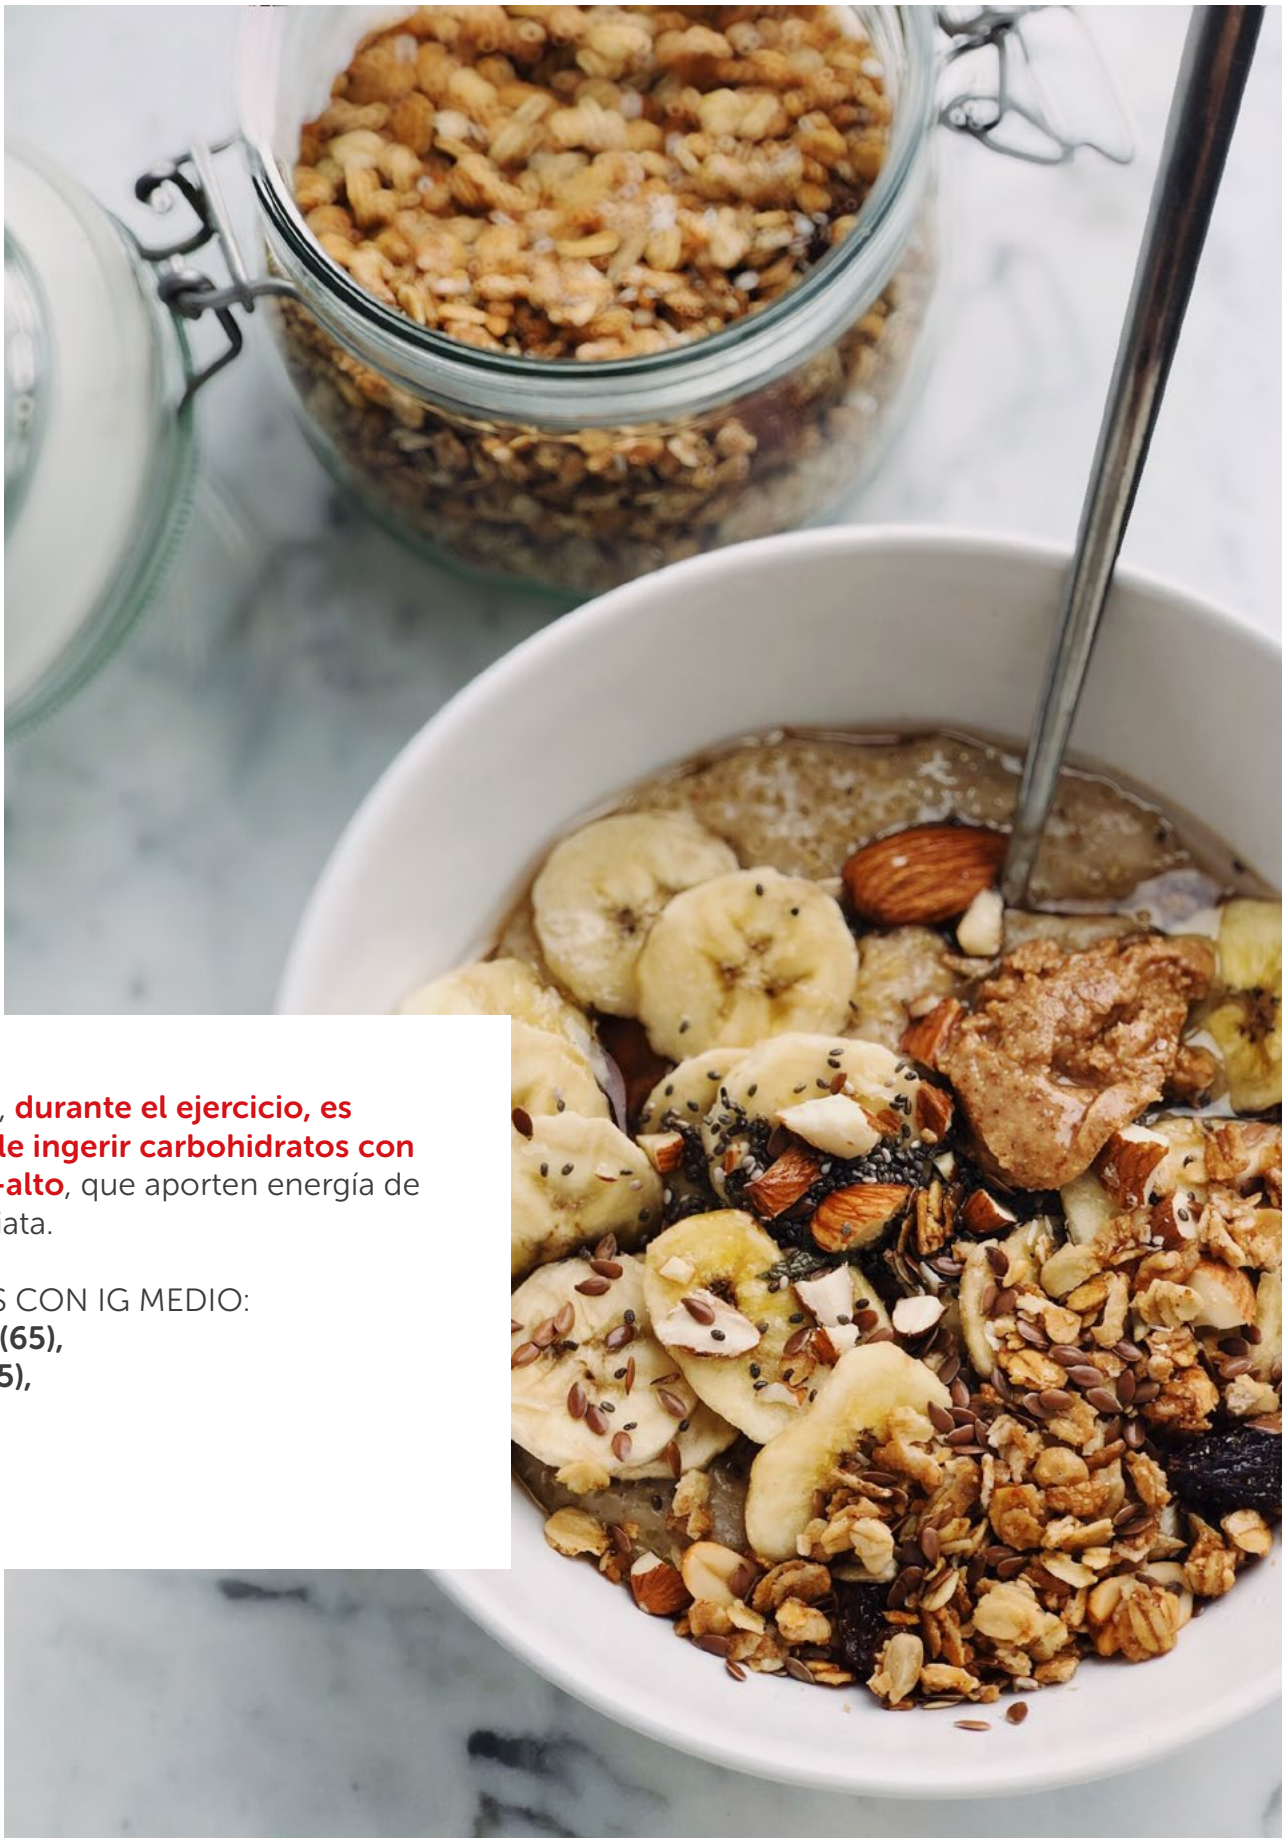 , durante el ejercicio, es
le ingerir carbohidratos con
-alto, que aporten energía de
iata.
S CON IG MEDIO:
(65),
5),